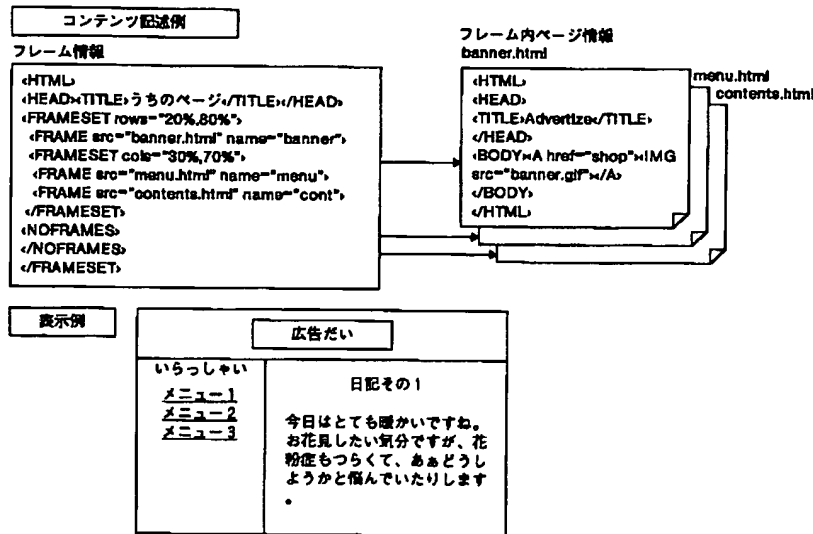 コンテンツ記述例
フレーム情報
<HTML>
<HEAD><TITLE>うちのページ</TITLE></HEAD>
<FRAMESET rows="20%,80%">
<FRAME src="banner.html" name="banner">
<FRAMESET cols="30%,70%">
<FRAME src="menu.html" name="menu">
<FRAME src="contents.html" name="cont">
</FRAMESET>
<NOFRAMES>
</NOFRAMES>
</FRAMESET>
フレーム内ページ情報
banner.html
<HTML>
<HEAD>
<TITLE>Advertize</TITLE>
</HEAD>
<BODY><A href="shop"><IMG
src="banner.gif"></A>
</BODY>
</HTML>
menu.html
contents.html
表示例
広告だい
いらっしゃい
メニュー1
メニュー2
メニュー3
日記その1
今日はとても暖かいですね。
お花見したい気分ですが、花
粉症もつらくて、あぁどうし
ようかと悩んでいたりします
。